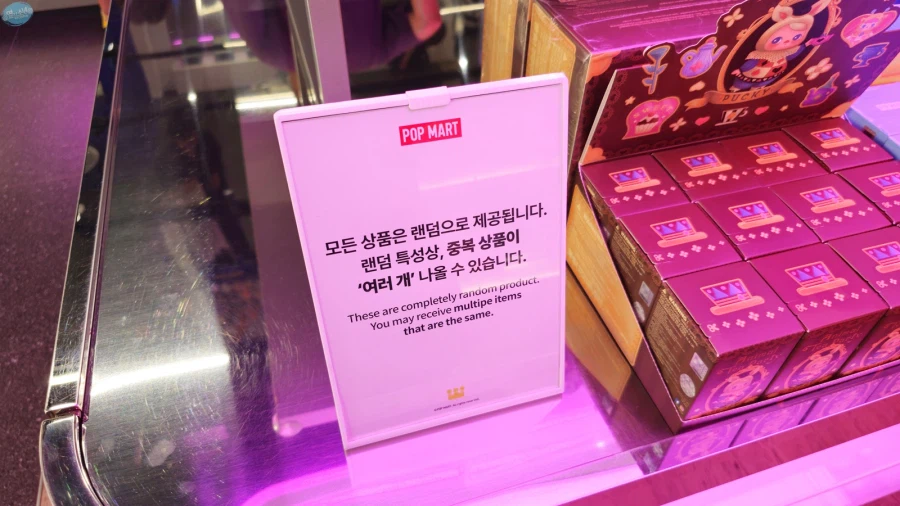 POP MART
모든 상품은 랜덤으로 제공됩니다.
랜덤 특성상, 중복 상품이
‘여러 개’ 나올 수 있습니다.
These are completely random product.
You may receive multipe items
that are the same.
PUCKY